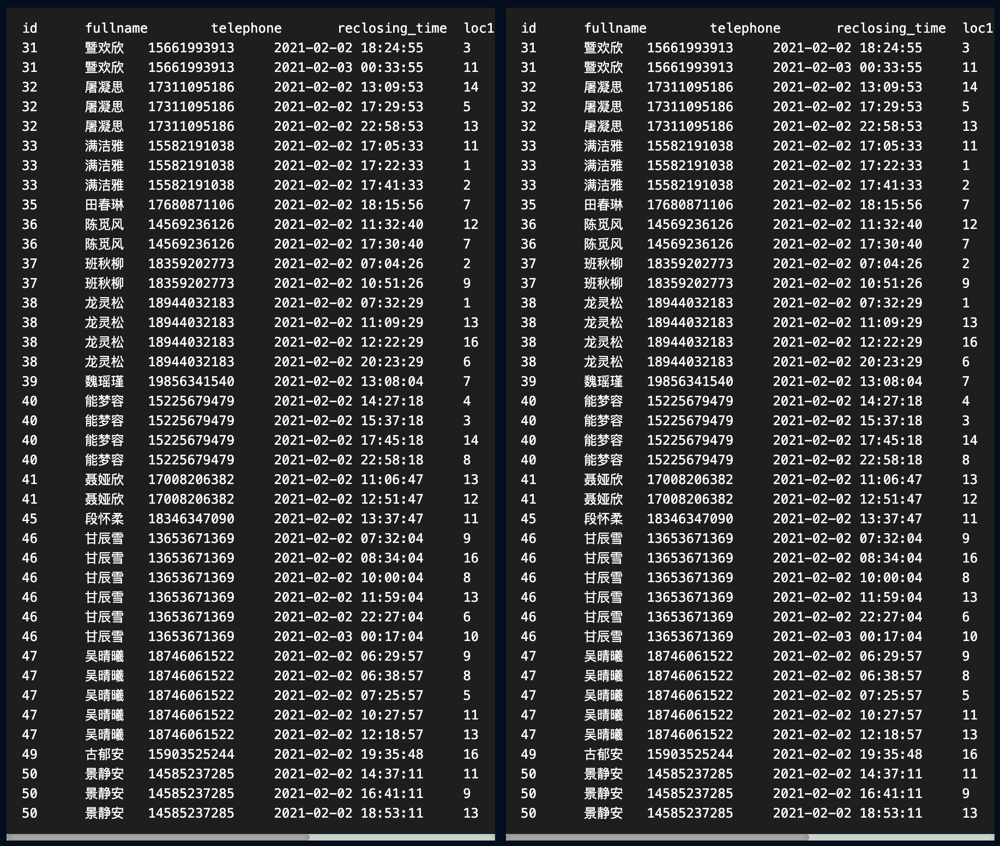 id fullname telephone reclosing_time loc1
31 暨欢欣 15661993913 2021-02-02 18:24:55 3
31 暨欢欣 15661993913 2021-02-03 00:33:55 11
32 屠凝思 17311095186 2021-02-02 13:09:53 14
32 屠凝思 17311095186 2021-02-02 17:29:53 5
32 屠凝思 17311095186 2021-02-02 22:58:53 13
33 满洁雅 15582191038 2021-02-02 17:05:33 11
33 满洁雅 15582191038 2021-02-02 17:22:33 1
33 满洁雅 15582191038 2021-02-02 17:41:33 2
35 田春琳 17680871106 2021-02-02 18:15:56 7
36 陈觅风 14569236126 2021-02-02 11:32:40 12
36 陈觅风 14569236126 2021-02-02 17:30:40 7
37 班秋柳 18359202773 2021-02-02 07:04:26 2
37 班秋柳 18359202773 2021-02-02 10:51:26 9
38 龙灵松 18944032183 2021-02-02 07:32:29 1
38 龙灵松 18944032183 2021-02-02 11:09:29 13
38 龙灵松 18944032183 2021-02-02 12:22:29 16
38 龙灵松 18944032183 2021-02-02 20:23:29 6
39 魏瑶瑾 19856341540 2021-02-02 13:08:04 7
40 能梦容 15225679479 2021-02-02 14:27:18 4
40 能梦容 15225679479 2021-02-02 15:37:18 3
40 能梦容 15225679479 2021-02-02 17:45:18 14
40 能梦容 15225679479 2021-02-02 22:58:18 8
41 聂娅欣 17008206382 2021-02-02 11:06:47 13
41 聂娅欣 17008206382 2021-02-02 12:51:47 12
45 段怀柔 18346347090 2021-02-02 13:37:47 11
46 甘辰雪 13653671369 2021-02-02 07:32:04 9
46 甘辰雪 13653671369 2021-02-02 08:34:04 16
46 甘辰雪 13653671369 2021-02-02 10:00:04 8
46 甘辰雪 13653671369 2021-02-02 11:59:04 13
46 甘辰雪 13653671369 2021-02-02 22:27:04 6
46 甘辰雪 13653671369 2021-02-03 00:17:04 10
47 吴晴曦 18746061522 2021-02-02 06:29:57 9
47 吴晴曦 18746061522 2021-02-02 06:38:57 8
47 吴晴曦 18746061522 2021-02-02 07:25:57 5
47 吴晴曦 18746061522 2021-02-02 10:27:57 11
47 吴晴曦 18746061522 2021-02-02 12:18:57 13
49 古郁安 15903525244 2021-02-02 19:35:48 16
50 景静安 14585237285 2021-02-02 14:37:11 11
50 景静安 14585237285 2021-02-02 16:41:11 9
50 景静安 14585237285 2021-02-02 18:53:11 13
id fullname telephone reclosing_time loc1
31 暨欢欣 15661993913 2021-02-02 18:24:55 3
31 暨欢欣 15661993913 2021-02-03 00:33:55 11
32 屠凝思 17311095186 2021-02-02 13:09:53 14
32 屠凝思 17311095186 2021-02-02 17:29:53 5
32 屠凝思 17311095186 2021-02-02 22:58:53 13
33 满洁雅 15582191038 2021-02-02 17:05:33 11
33 满洁雅 15582191038 2021-02-02 17:22:33 1
33 满洁雅 15582191038 2021-02-02 17:41:33 2
35 田春琳 17680871106 2021-02-02 18:15:56 7
36 陈觅风 14569236126 2021-02-02 11:32:40 12
36 陈觅风 14569236126 2021-02-02 17:30:40 7
37 班秋柳 18359202773 2021-02-02 07:04:26 2
37 班秋柳 18359202773 2021-02-02 10:51:26 9
38 龙灵松 18944032183 2021-02-02 07:32:29 1
38 龙灵松 18944032183 2021-02-02 11:09:29 13
38 龙灵松 18944032183 2021-02-02 12:22:29 16
38 龙灵松 18944032183 2021-02-02 20:23:29 6
39 魏瑶瑾 19856341540 2021-02-02 13:08:04 7
40 能梦容 15225679479 2021-02-02 14:27:18 4
40 能梦容 15225679479 2021-02-02 15:37:18 3
40 能梦容 15225679479 2021-02-02 17:45:18 14
40 能梦容 15225679479 2021-02-02 22:58:18 8
41 聂娅欣 17008206382 2021-02-02 11:06:47 13
41 聂娅欣 17008206382 2021-02-02 12:51:47 12
45 段怀柔 18346347090 2021-02-02 13:37:47 11
46 甘辰雪 13653671369 2021-02-02 07:32:04 9
46 甘辰雪 13653671369 2021-02-02 08:34:04 16
46 甘辰雪 13653671369 2021-02-02 10:00:04 8
46 甘辰雪 13653671369 2021-02-02 11:59:04 13
46 甘辰雪 13653671369 2021-02-02 22:27:04 6
46 甘辰雪 13653671369 2021-02-03 00:17:04 10
47 吴晴曦 18746061522 2021-02-02 06:29:57 9
47 吴晴曦 18746061522 2021-02-02 06:38:57 8
47 吴晴曦 18746061522 2021-02-02 07:25:57 5
47 吴晴曦 18746061522 2021-02-02 10:27:57 11
47 吴晴曦 18746061522 2021-02-02 12:18:57 13
49 古郁安 15903525244 2021-02-02 19:35:48 16
50 景静安 14585237285 2021-02-02 14:37:11 11
50 景静安 14585237285 2021-02-02 16:41:11 9
50 景静安 14585237285 2021-02-02 18:53:11 13